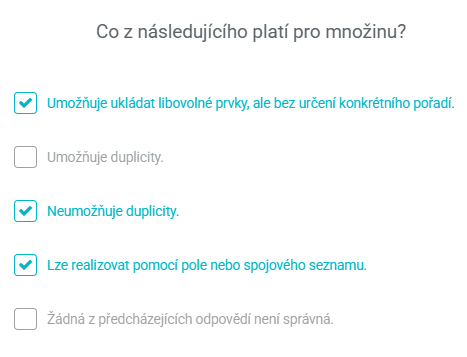 Co z následujícího platí pro množinu?
Umožňuje ukládat libovolné prvky, ale bez určení konkrétního pořadí.
Umožňuje duplicity.
Neumožňuje duplicity.
Lze realizovat pomocí pole nebo spojového seznamu.
Žádná z předcházejících odpovědí není správná.